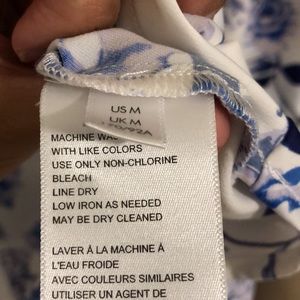 US M
UK M
/92A
MACHINE
WITH LIKE COLORS
USE ONLY NON-CHLORINE
BLEACH
LINE DRY
LOW IRON AS NEEDED
MAY BE DRY CLEANED
LAVER À LA MACHINE À
L'EAU FROIDE
AVEC COULEURS SIMILAIRES
UTILISER UN AGENT DE